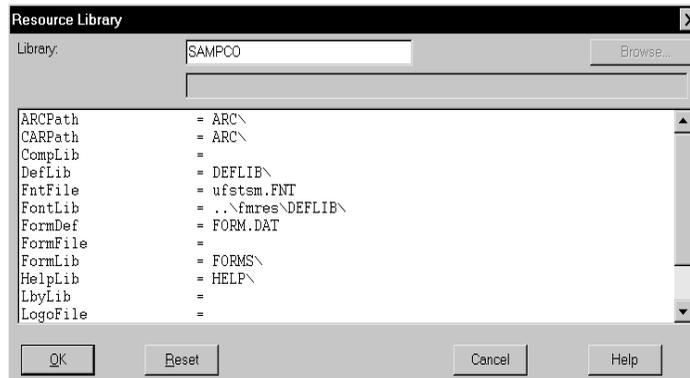 Resource Library
Library: SAMPCO Browse...
ARCPath = ARC\
CARPath = ARC\
CompLib =
DefLib = DEFLIB\
FntFile = ufstsm.FNT
FontLib = ..\fmres\DEFLIB\
FormDef = FORM.DAT
FormFile =
FormLib = FORMS\
HelpLib = HELP\
LbyLib =
LogoFile =
OK Reset Cancel Help